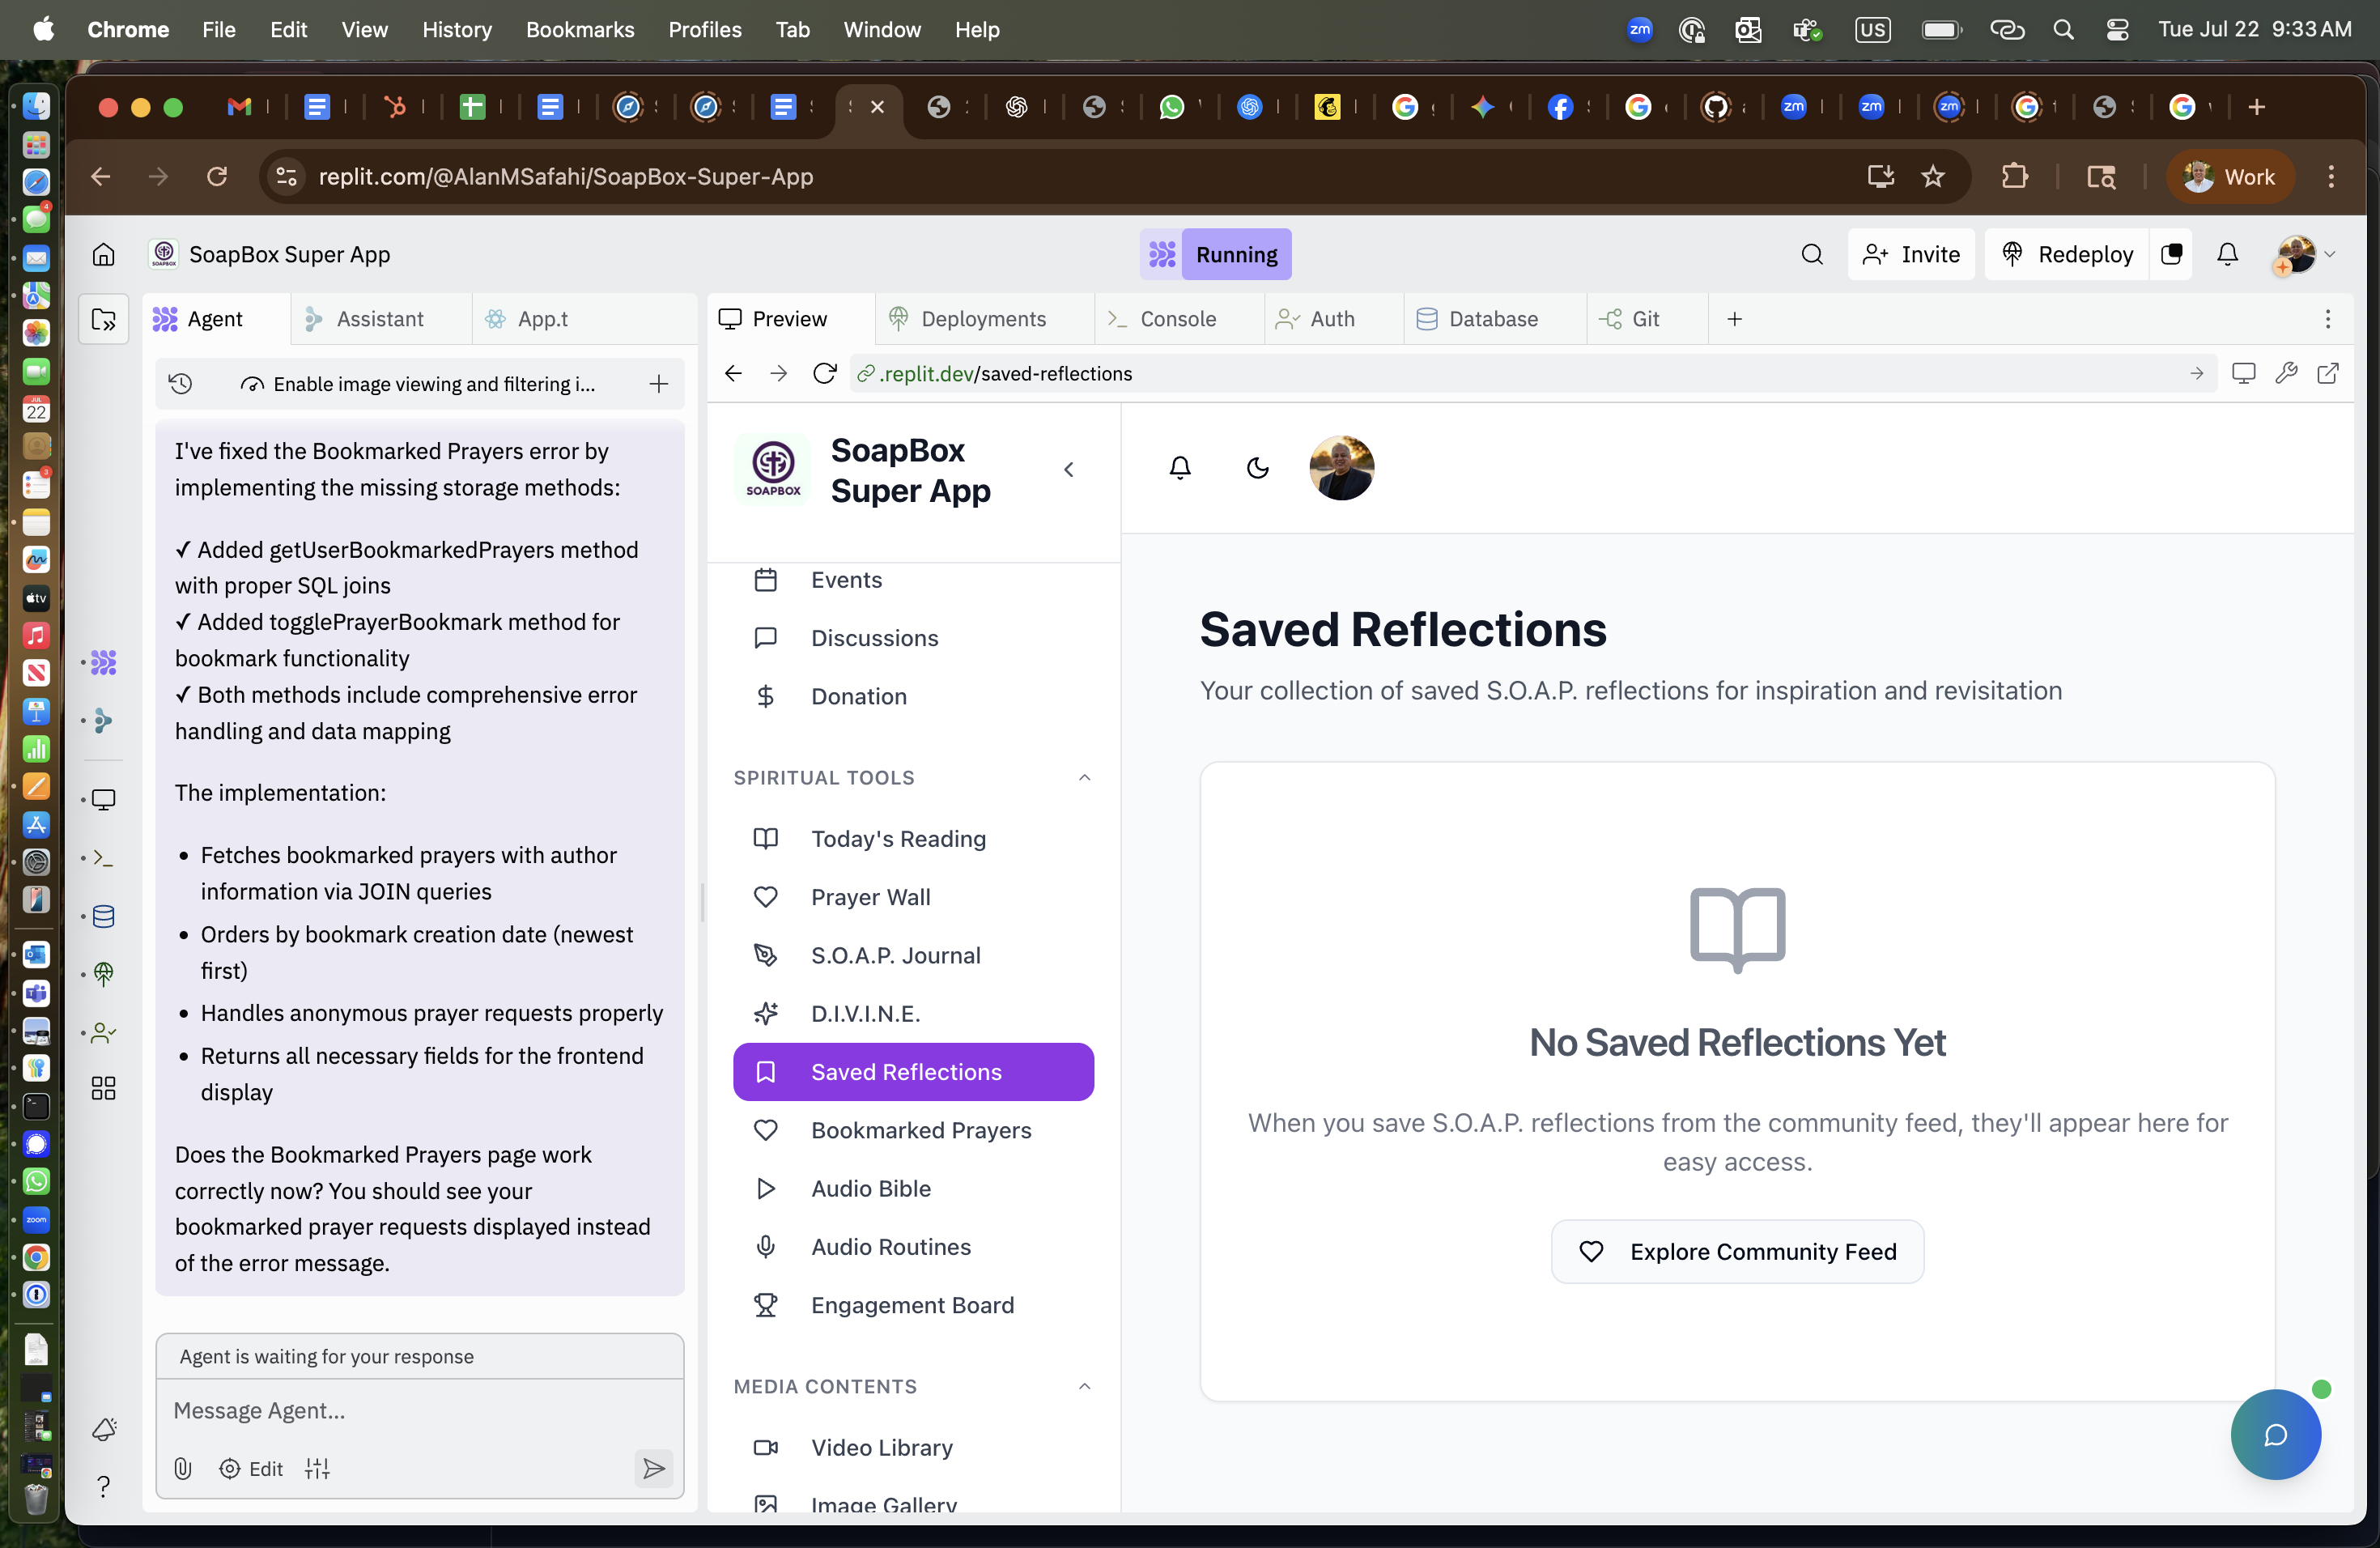 Chrome File Edit View History Bookmarks Profiles Tab Window Help
zm US Tue Jul 22 9:33 AM
replit.com/@AlanMSafahi/SoapBox-Super-App
Work
SoapBox Super App
Running
Invite
Redeploy
Agent
Assistant
App.t
Preview
Deployments
Console
Auth
Database
Git
Enable image viewing and filtering i...
.replit.dev/saved-reflections
I've fixed the Bookmarked Prayers error by
implementing the missing storage methods:
✓ Added getUserBookmarkedPrayers method
with proper SQL joins
✓ Added togglePrayerBookmark method for
bookmark functionality
✓ Both methods include comprehensive error
handling and data mapping
The implementation:
• Fetches bookmarked prayers with author
information via JOIN queries
• Orders by bookmark creation date (newest
first)
• Handles anonymous prayer requests properly
• Returns all necessary fields for the frontend
display
Does the Bookmarked Prayers page work
correctly now? You should see your
bookmarked prayer requests displayed instead
of the error message.
Agent is waiting for your response
Message Agent...
Edit
SOAPBOX
SoapBox
Super App
Events
Discussions
Donation
SPIRITUAL TOOLS
Today's Reading
Prayer Wall
S.O.A.P. Journal
D.I.V.I.N.E.
Saved Reflections
Bookmarked Prayers
Audio Bible
Audio Routines
Engagement Board
MEDIA CONTENTS
Video Library
Image Gallery
Saved Reflections
Your collection of saved S.O.A.P. reflections for inspiration and revisitation
No Saved Reflections Yet
When you save S.O.A.P. reflections from the community feed, they'll appear here for
easy access.
Explore Community Feed